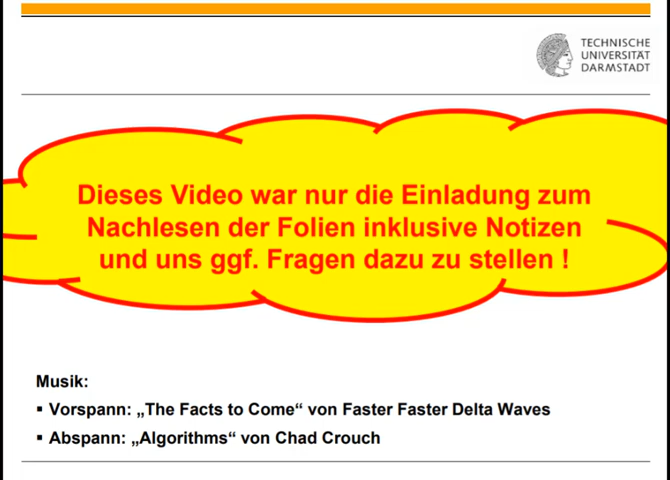 TECHNISCHE
UNIVERSITÄT
DARMSTADT
Dieses Video war nur die Einladung zum
Nachlesen der Folien inklusive Notizen
und uns ggf. Fragen dazu zu stellen !
Musik:
▪ Vorspann: „The Facts to Come“ von Faster Faster Delta Waves
▪ Abspann: „Algorithms“ von Chad Crouch